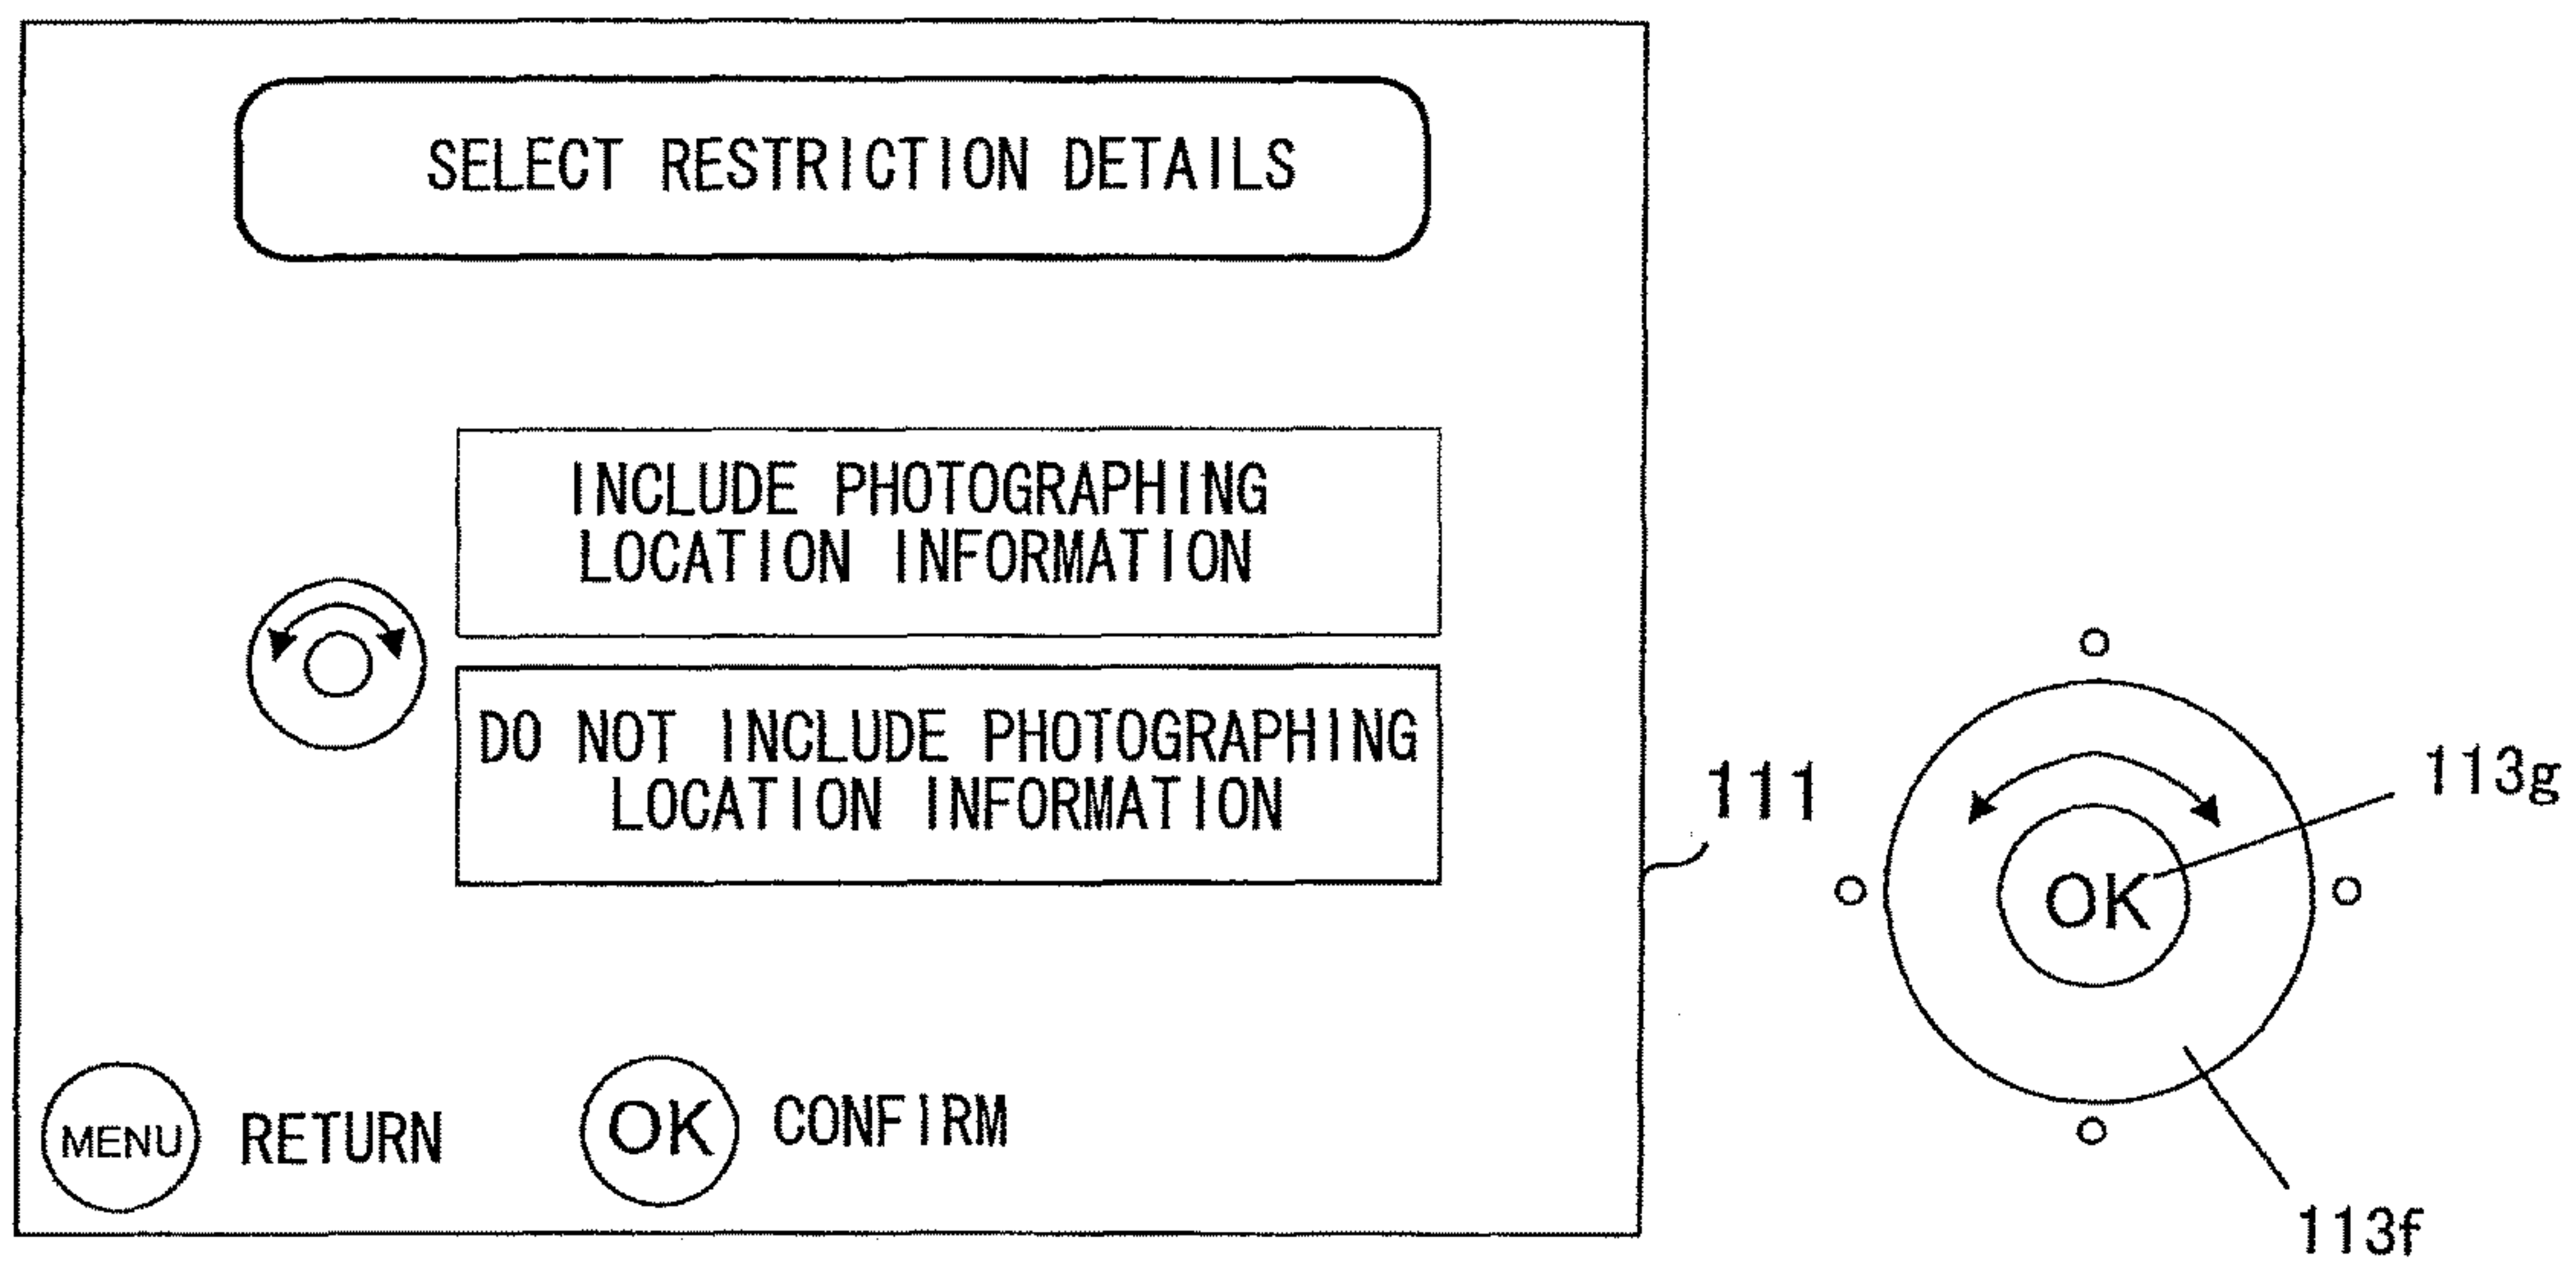 SELECT RESTRICTION DETAILS
INCLUDE PHOTOGRAPHING
LOCATION INFORMATION
DO NOT INCLUDE PHOTOGRAPHING
LOCATION INFORMATION
MENU RETURN
OK CONFIRM
111
113g
OK
113f